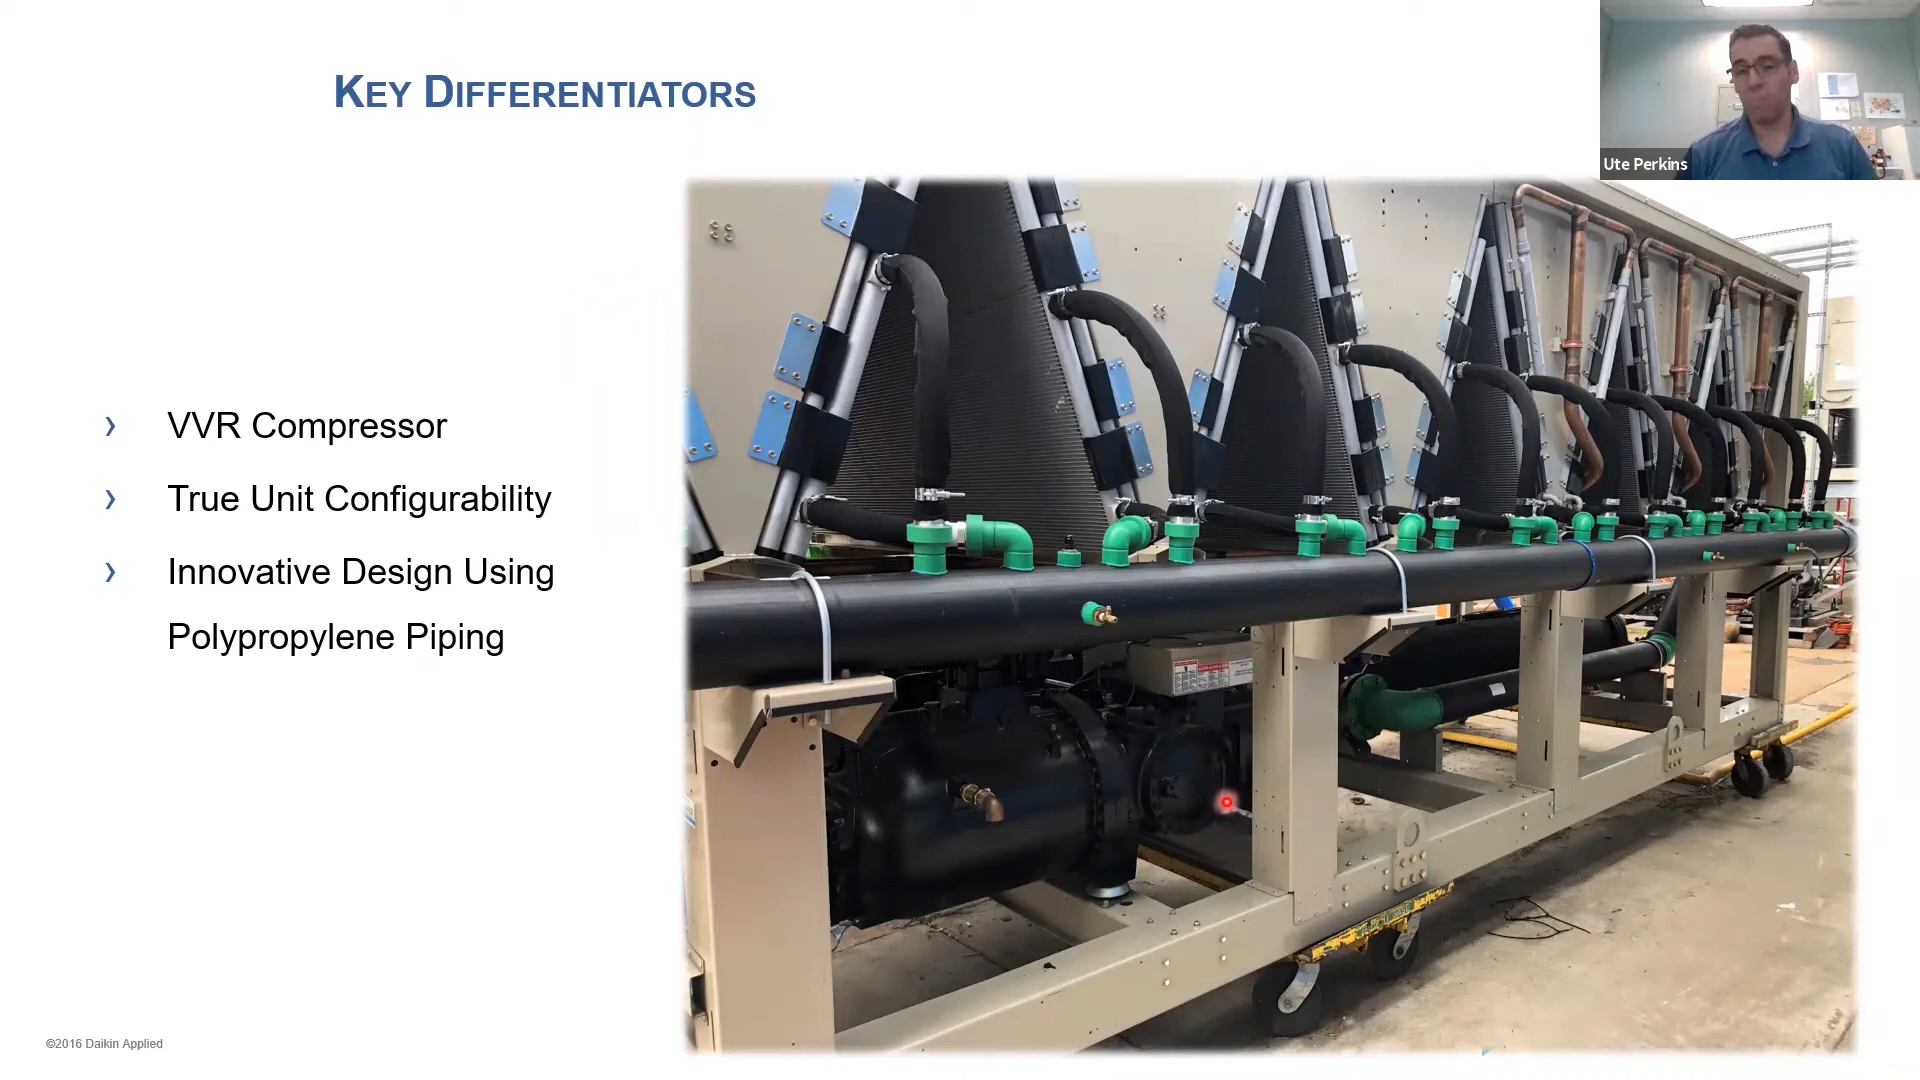 KEY DIFFERENTIATORS
Ute Perkins
› VVR Compressor
› True Unit Configurability
› Innovative Design Using
Polypropylene Piping
©2016 Daikin Applied